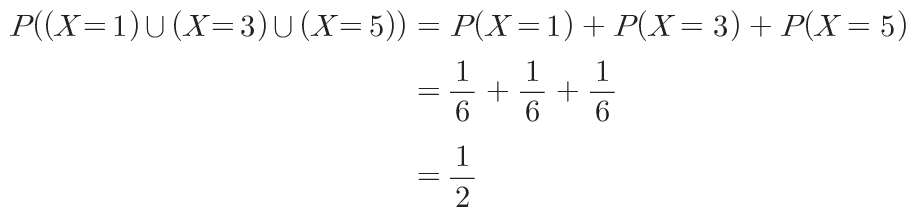 P((X=1)∪(X=3)∪(X=5)) = P(X=1) + P(X=3) + P(X=5)
= 1/6 + 1/6 + 1/6
= 1/2